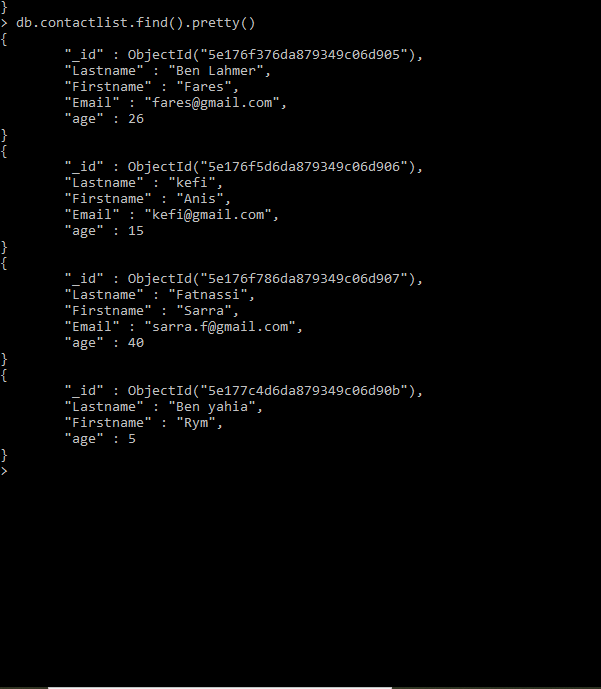 }
> db.contactlist.find().pretty()
{
        "_id" : ObjectId("5e176f376da879349c06d905"),
        "Lastname" : "Ben Lahmer",
        "Firstname" : "Fares",
        "Email" : "fares@gmail.com",
        "age" : 26
}
{
        "_id" : ObjectId("5e176f5d6da879349c06d906"),
        "Lastname" : "kefi",
        "Firstname" : "Anis",
        "Email" : "kefi@gmail.com",
        "age" : 15
}
{
        "_id" : ObjectId("5e176f786da879349c06d907"),
        "Lastname" : "Fatnassi",
        "Firstname" : "Sarra",
        "Email" : "sarra.f@gmail.com",
        "age" : 40
}
{
        "_id" : ObjectId("5e177c4d6da879349c06d90b"),
        "Lastname" : "Ben yahia",
        "Firstname" : "Rym",
        "age" : 5
}
>